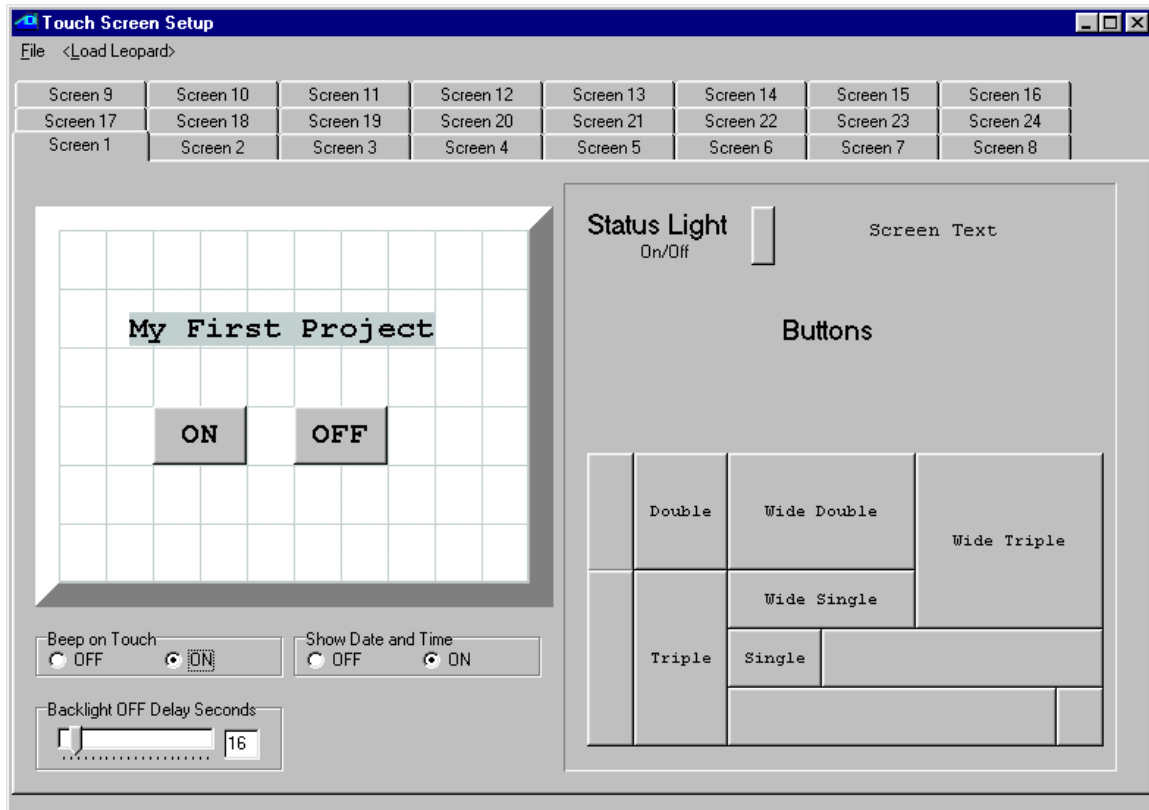 Touch Screen Setup
File <Load Leopard>
Screen 9 Screen 10 Screen 11 Screen 12 Screen 13 Screen 14 Screen 15 Screen 16
Screen 17 Screen 18 Screen 19 Screen 20 Screen 21 Screen 22 Screen 23 Screen 24
Screen 1 Screen 2 Screen 3 Screen 4 Screen 5 Screen 6 Screen 7 Screen 8
My First Project
ON OFF
Beep on Touch
OFF ON
Show Date and Time
OFF ON
Backlight OFF Delay Seconds
16
Status Light
On/Off
Screen Text
Buttons
Double Wide Double
Wide Triple
Wide Single
Triple Single